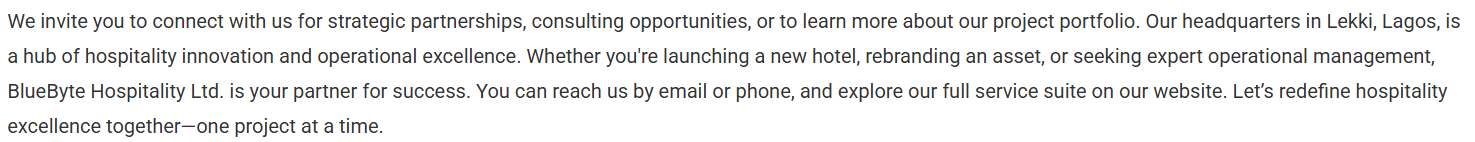 We invite you to connect with us for strategic partnerships, consulting opportunities, or to learn more about our project portfolio. Our headquarters in Lekki, Lagos, is
a hub of hospitality innovation and operational excellence. Whether you're launching a new hotel, rebranding an asset, or seeking expert operational management,
BlueByte Hospitality Ltd. is your partner for success. You can reach us by email or phone, and explore our full service suite on our website. Let’s redefine hospitality
excellence together—one project at a time.